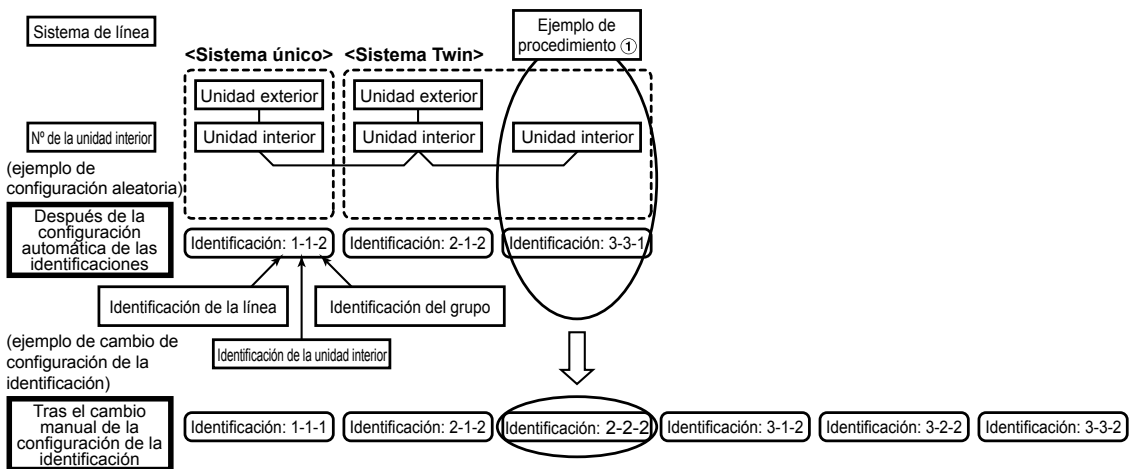 Sistema de línea
Ejemplo de
procedimiento ①
<Sistema único>
<Sistema Twin>
Unidad exterior
Unidad exterior
Nº de la unidad interior
Unidad interior
Unidad interior
Unidad interior
(ejemplo de
configuración aleatoria)
Después de la
configuración
automática de las
identificaciones
Identificación: 1-1-2
Identificación: 2-1-2
Identificación: 3-3-1
Identificación de la línea
Identificación del grupo
Identificación de la unidad interior
(ejemplo de cambio de
configuración de la
identificación)
Tras el cambio
manual de la
configuración de la
identificación
Identificación: 1-1-1
Identificación: 2-1-2
Identificación: 2-2-2
Identificación: 3-1-2
Identificación: 3-2-2
Identificación: 3-3-2